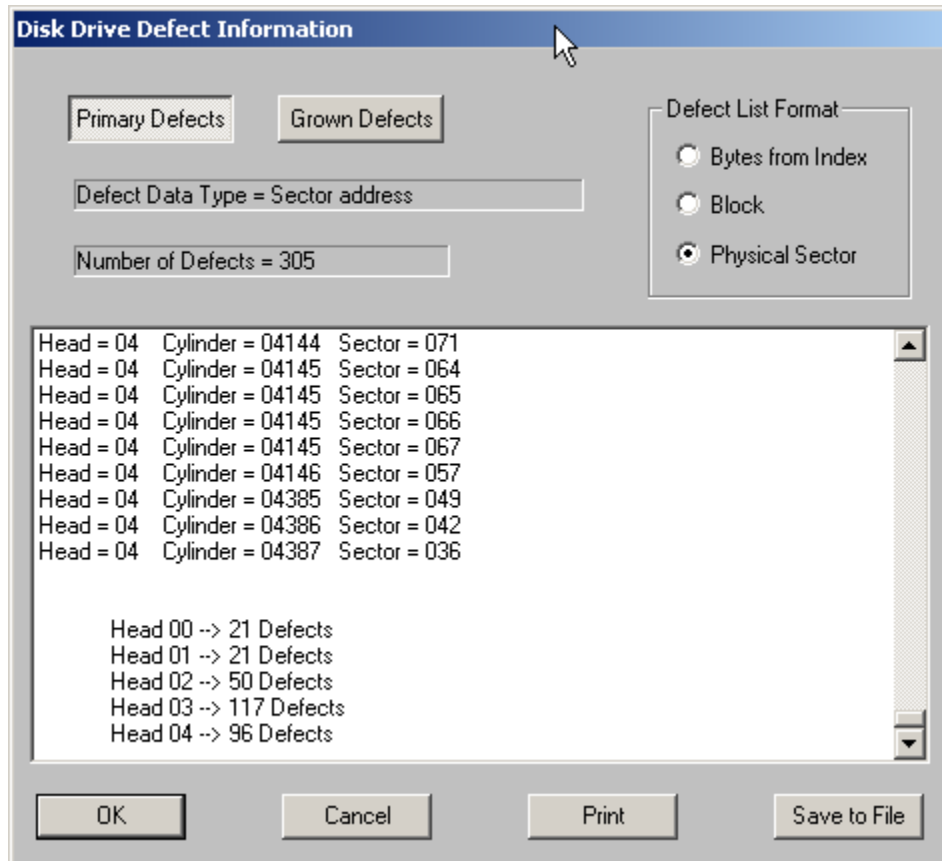 Disk Drive Defect Information
Primary Defects
Grown Defects
Defect List Format
Bytes from Index
Block
Physical Sector
Defect Data Type = Sector address
Number of Defects = 305
Head = 04 Cylinder = 04144 Sector = 071
Head = 04 Cylinder = 04145 Sector = 064
Head = 04 Cylinder = 04145 Sector = 065
Head = 04 Cylinder = 04145 Sector = 066
Head = 04 Cylinder = 04145 Sector = 067
Head = 04 Cylinder = 04146 Sector = 057
Head = 04 Cylinder = 04385 Sector = 049
Head = 04 Cylinder = 04386 Sector = 042
Head = 04 Cylinder = 04387 Sector = 036
Head 00 --> 21 Defects
Head 01 --> 21 Defects
Head 02 --> 50 Defects
Head 03 --> 117 Defects
Head 04 --> 96 Defects
OK
Cancel
Print
Save to File